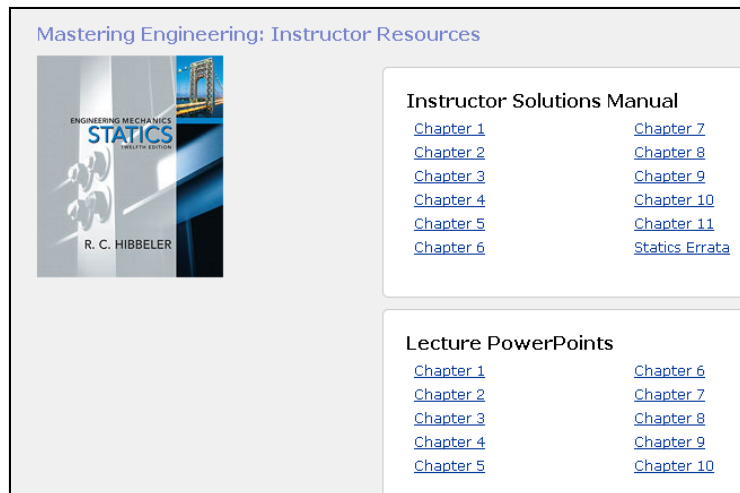 Mastering Engineering: Instructor Resources
ENGINEERING MECHANICS
STATICS
TWELFTH EDITION
R. C. HIBBELER
Instructor Solutions Manual
Chapter 1
Chapter 2
Chapter 3
Chapter 4
Chapter 5
Chapter 6
Chapter 7
Chapter 8
Chapter 9
Chapter 10
Chapter 11
Statics Errata
Lecture PowerPoints
Chapter 1
Chapter 2
Chapter 3
Chapter 4
Chapter 5
Chapter 6
Chapter 7
Chapter 8
Chapter 9
Chapter 10